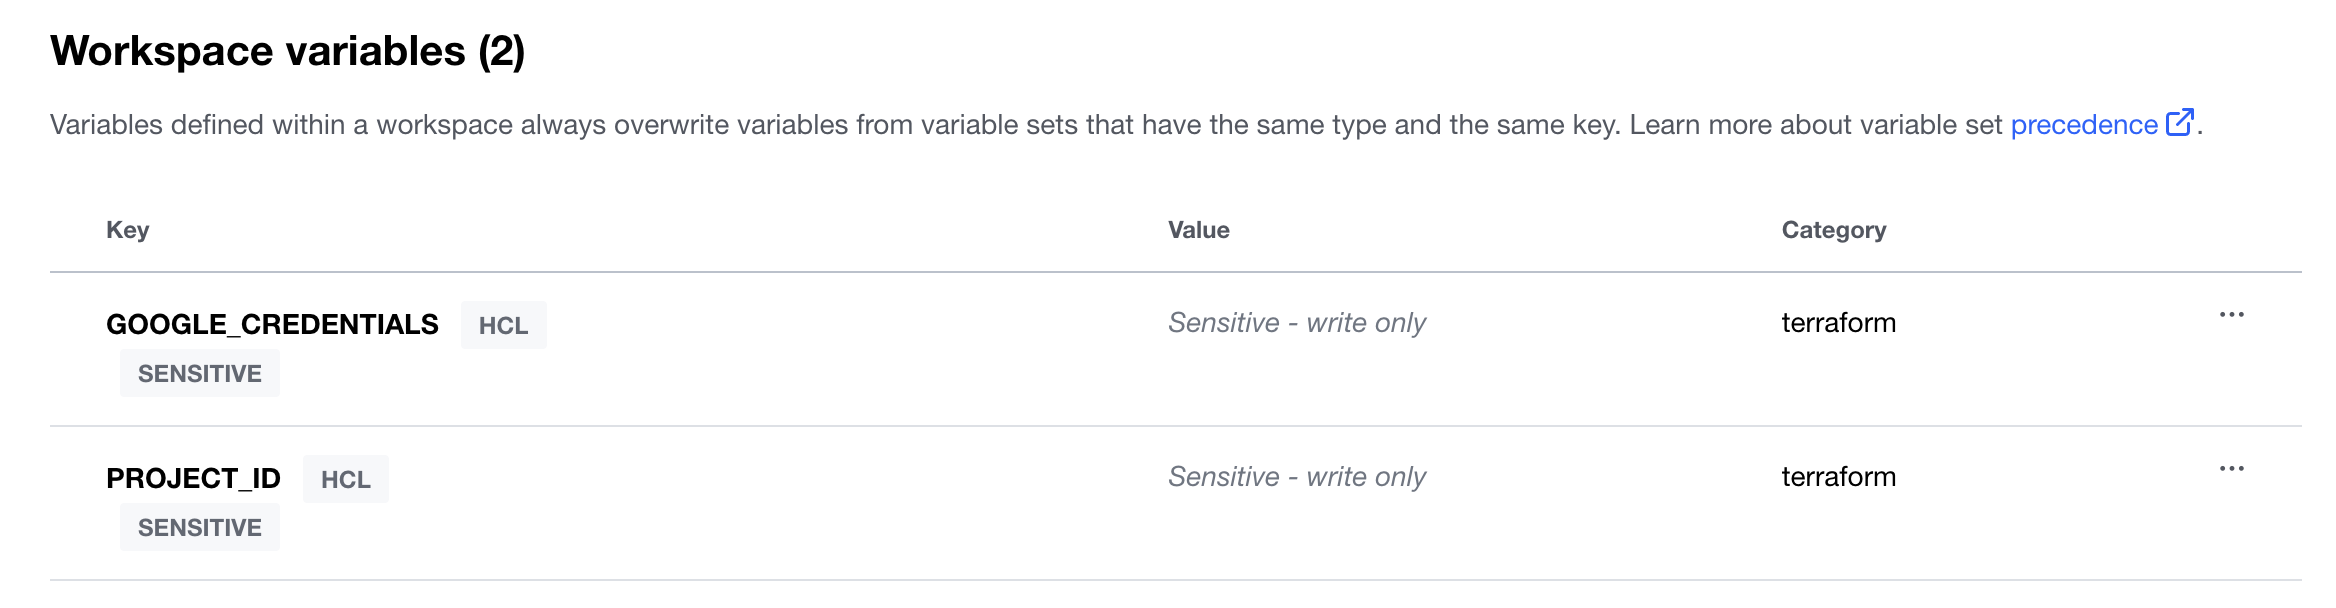 Workspace variables (2)
Variables defined within a workspace always overwrite variables from variable sets that have the same type and the same key. Learn more about variable set precedence.
Key Value Category
GOOGLE_CREDENTIALS HCL Sensitive - write only terraform
SENSITIVE
PROJECT_ID HCL Sensitive - write only terraform
SENSITIVE